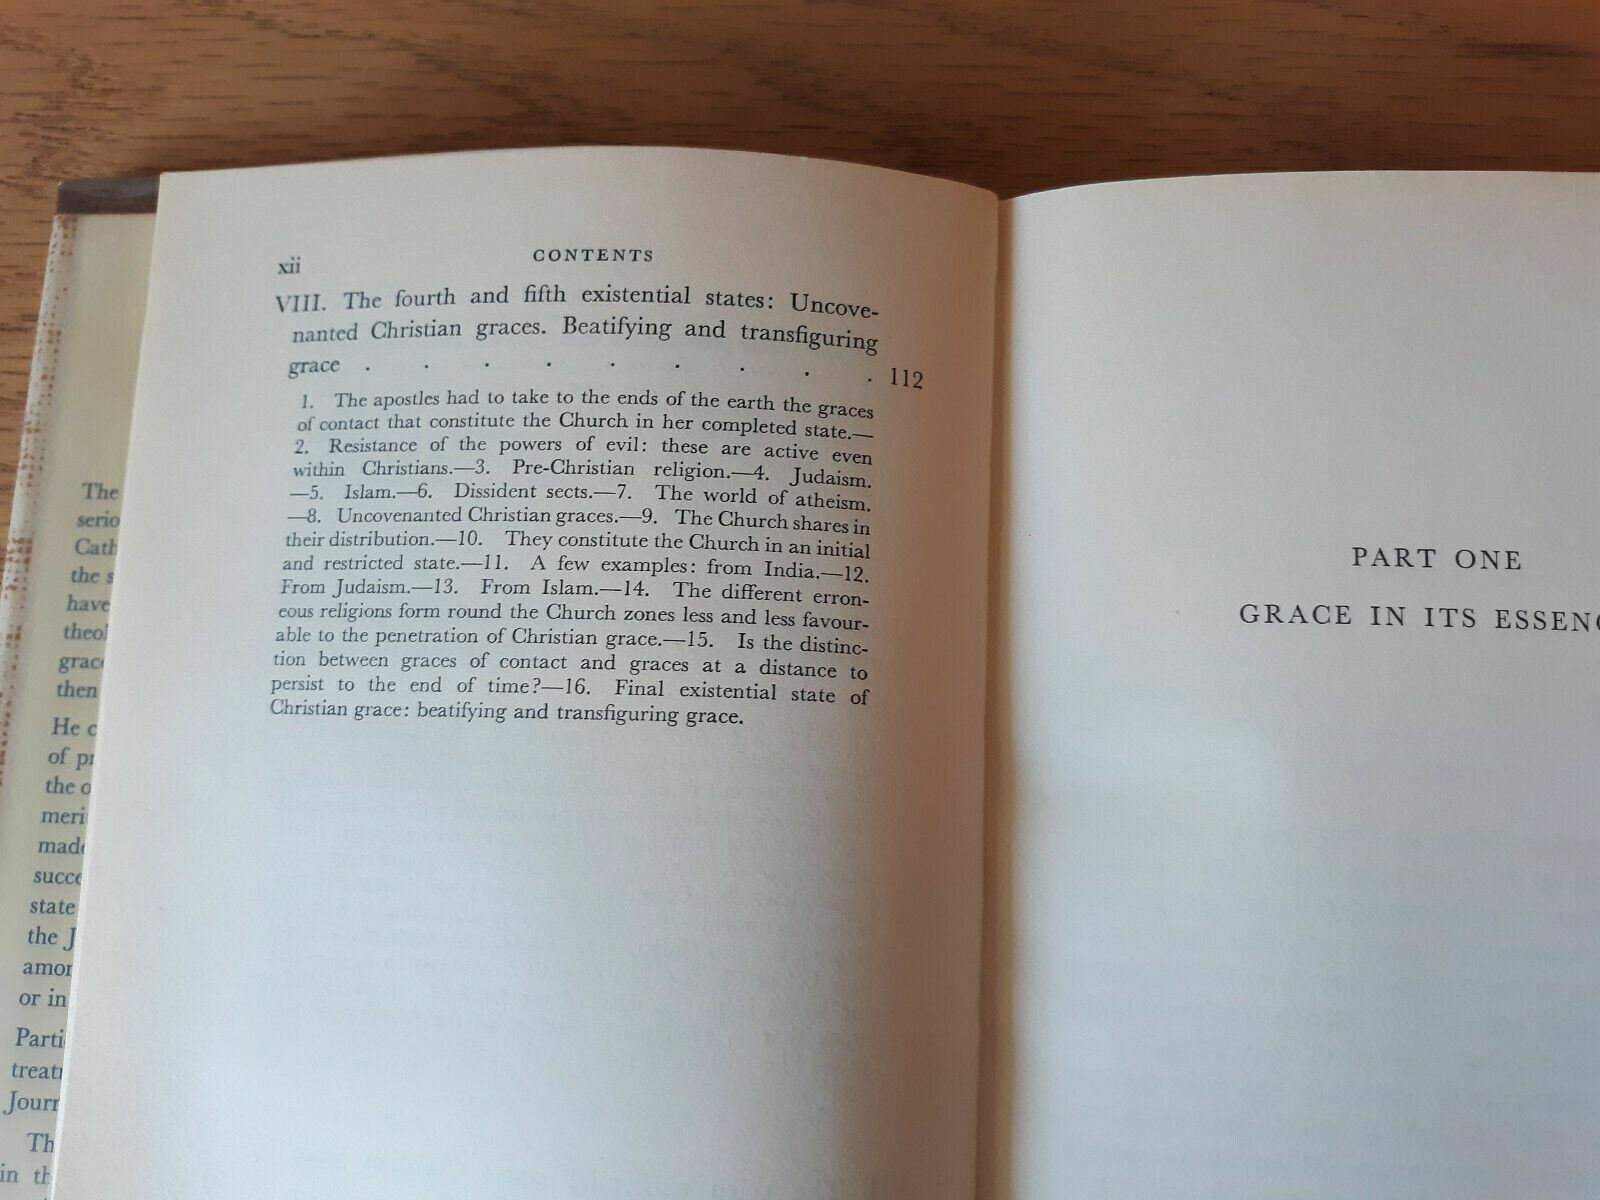 xii
CONTENTS
VIII. The fourth and fifth existential states: Uncove-
nanted Christian graces. Beatifying and transfiguring
grace . . . . . . . . . 112
1. The apostles had to take to the ends of the earth the graces
of contact that constitute the Church in her completed state.—
2. Resistance of the powers of evil: these are active even
within Christians.—3. Pre-Christian religion.—4. Judaism.
—5. Islam.—6. Dissident sects.—7. The world of atheism.
—8. Uncovenanted Christian graces.—9. The Church shares in
their distribution.—10. They constitute the Church in an initial
and restricted state.—11. A few examples: from India.—12.
From Judaism.—13. From Islam.—14. The different erron-
eous religions form round the Church zones less and less favour-
able to the penetration of Christian grace.—15. Is the distinc-
tion between graces of contact and graces at a distance to
persist to the end of time?—16. Final existential state of
Christian grace: beatifying and transfiguring grace.
PART ONE
GRACE IN ITS
The
serio
Cath
the s
have
theol
grace
then
He c
of pr
the o
meri
made
succe
state
the J
amon
or in
Parti
treat
Journ
Th
in th